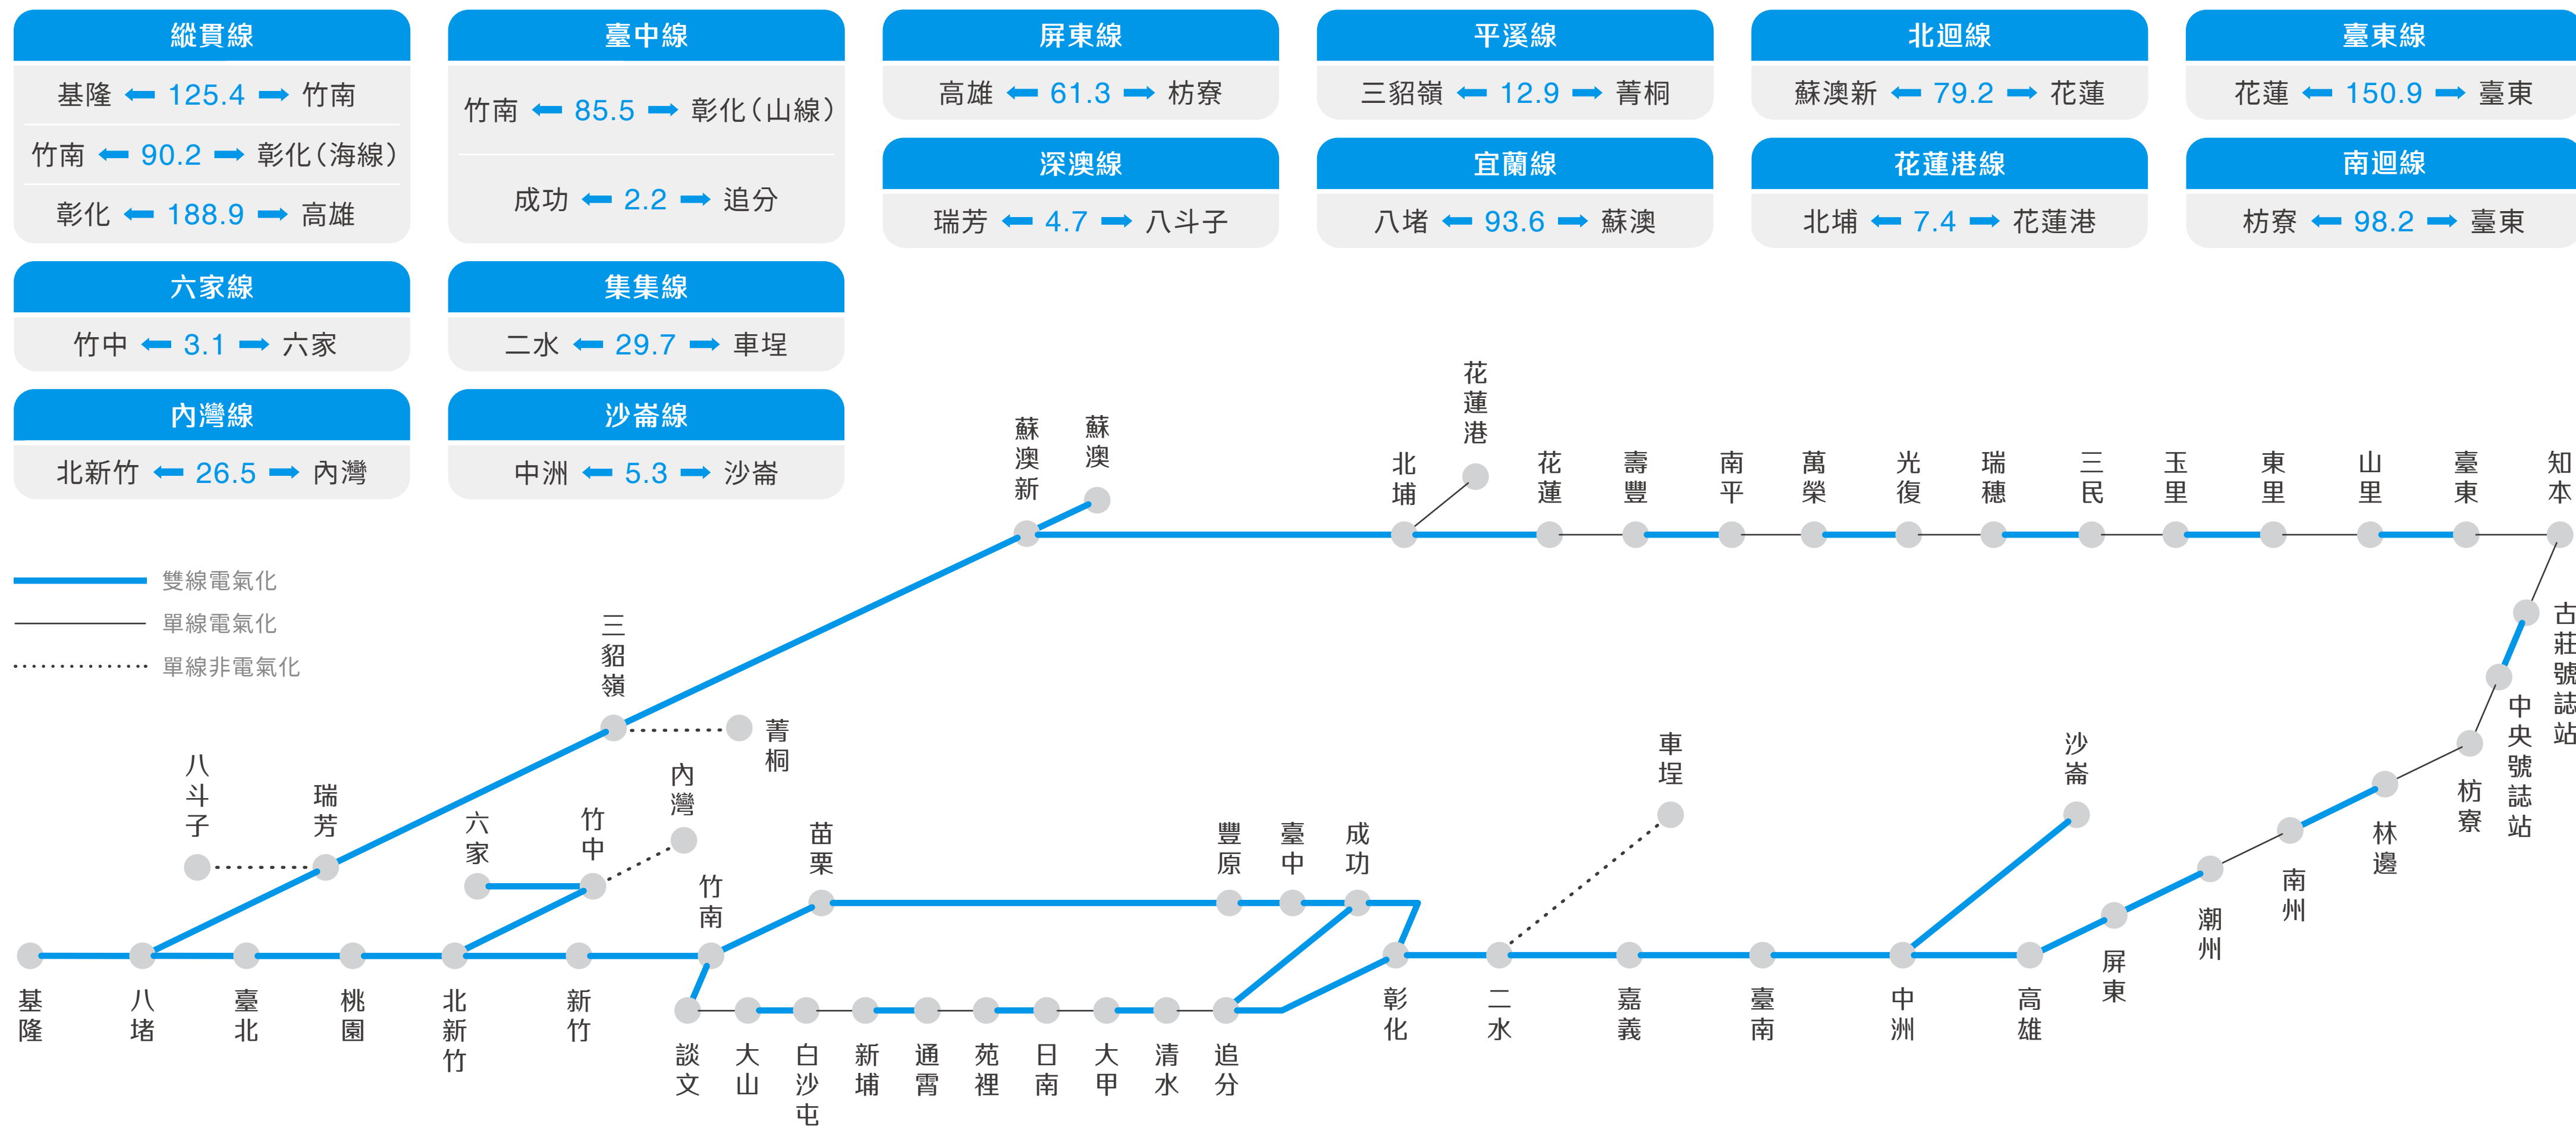 縱貫線
基隆 125.4 竹南
竹南 90.2 彰化(海線)
彰化 188.9 高雄
臺中線
竹南 85.5 彰化(山線)
成功 2.2 追分
屏東線
高雄 61.3 枋寮
平溪線
三貂嶺 12.9 菁桐
北迴線
蘇澳新 79.2 花蓮
臺東線
花蓮 150.9 臺東
深澳線
瑞芳 4.7 八斗子
宜蘭線
八堵 93.6 蘇澳
花蓮港線
北埔 7.4 花蓮港
南迴線
枋寮 98.2 臺東
六家線
竹中 3.1 六家
集集線
二水 29.7 車埕
內灣線
北新竹 26.5 內灣
沙崙線
中洲 5.3 沙崙
雙線電氣化
單線電氣化
單線非電氣化
蘇澳新
蘇澳
北埔
花蓮港
花蓮
壽豐
南平
萬榮
光復
瑞穗
三民
玉里
東里
山里
臺東
知本
古莊號誌站
中央號誌站
枋寮
林邊
南州
潮州
屏東
三貂嶺
菁桐
八斗子
瑞芳
六家
竹中
內灣
竹南
苗栗
豐原
臺中
成功
車埕
沙崙
基隆
八堵
臺北
桃園
北新竹
新竹
談文
大山
白沙屯
新埔
通霄
苑裡
日南
大甲
清水
追分
彰化
二水
嘉義
臺南
中洲
高雄